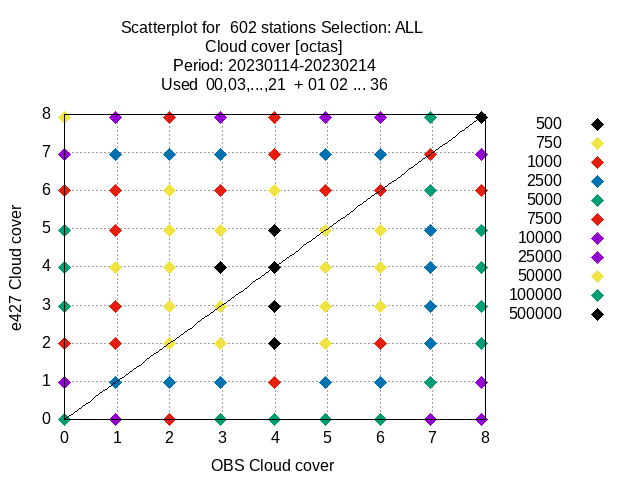 Scatterplot for  602 stations Selection: ALL
Cloud cover [octas]
Period: 20230114-20230214
Used  00,03,...,21  + 01 02 ... 36
8
7
6
5
4
3
2
1
0
e427 Cloud cover
0 1 2 3 4 5 6 7 8
OBS Cloud cover
500
750
1000
2500
5000
7500
10000
25000
50000
100000
500000